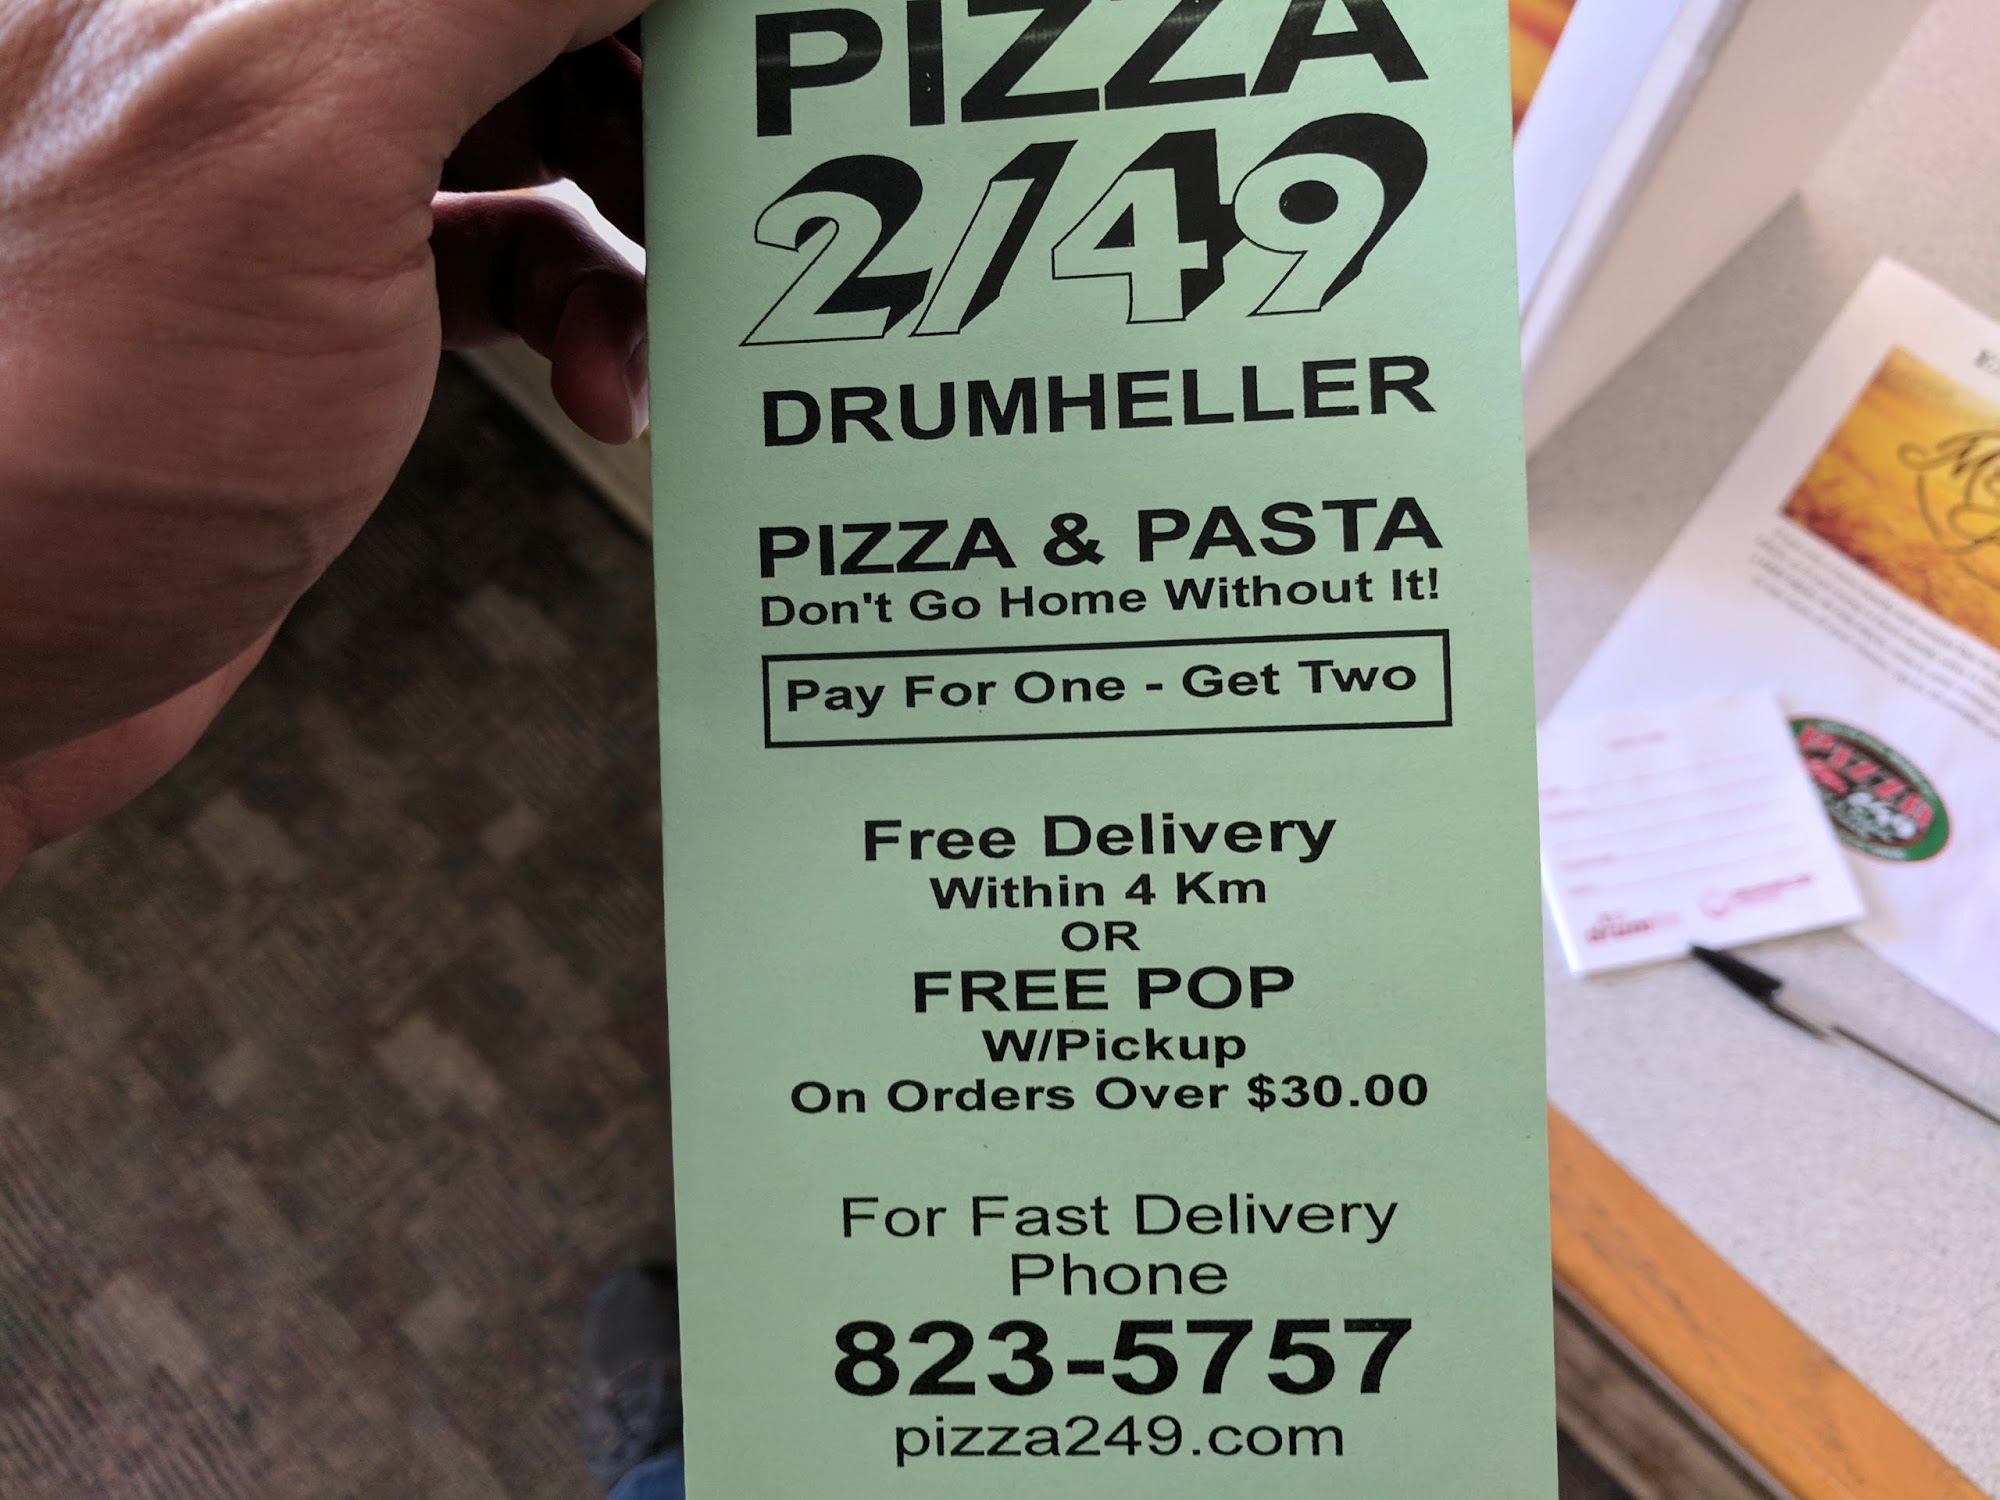 PIZZA
2/49
DRUMHELLER
PIZZA & PASTA
Don't Go Home Without It!
Pay For One - Get Two
Free Delivery
Within 4 Km
OR
FREE POP
W/Pickup
On Orders Over $30.00
For Fast Delivery
Phone
823-5757
pizza249.com
PIZZA